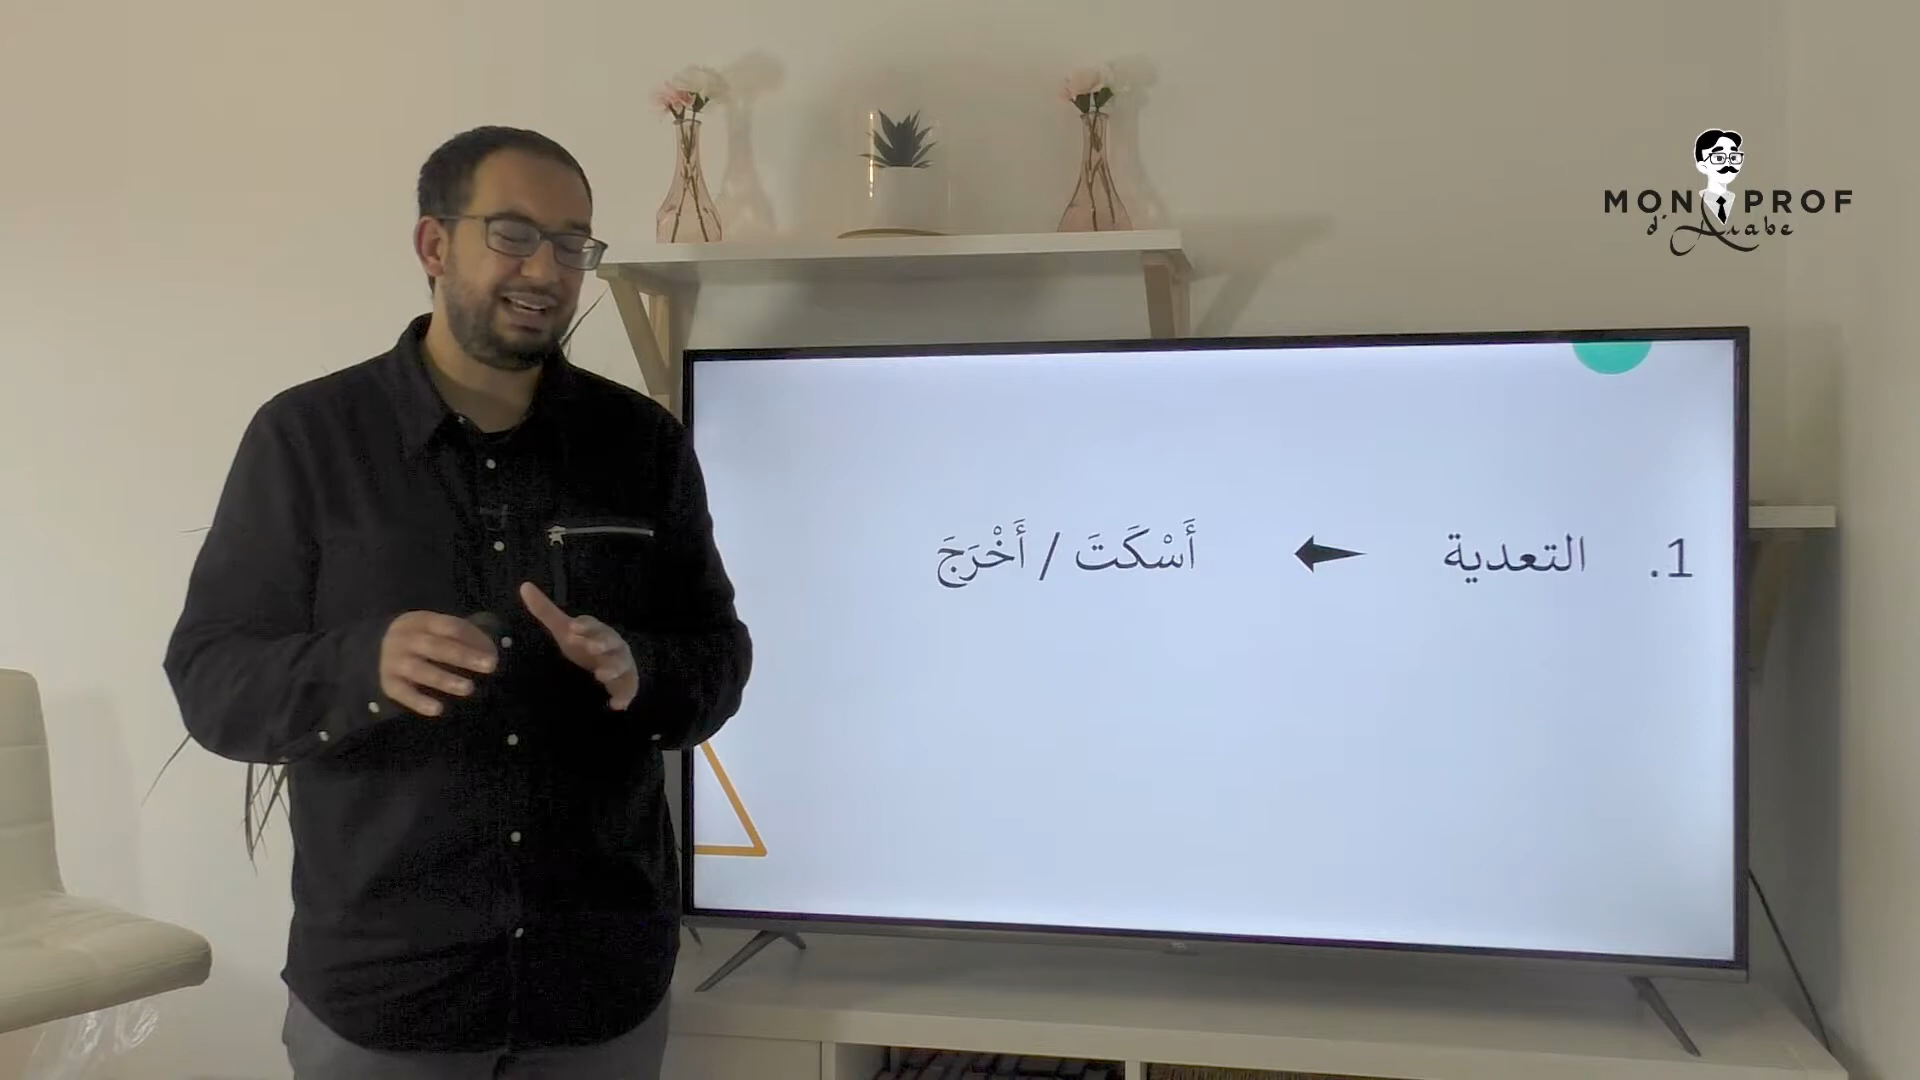 MON PROF
d'Arabe
1. التعدية ← أَسْكَتَ / أَخْرَجَ